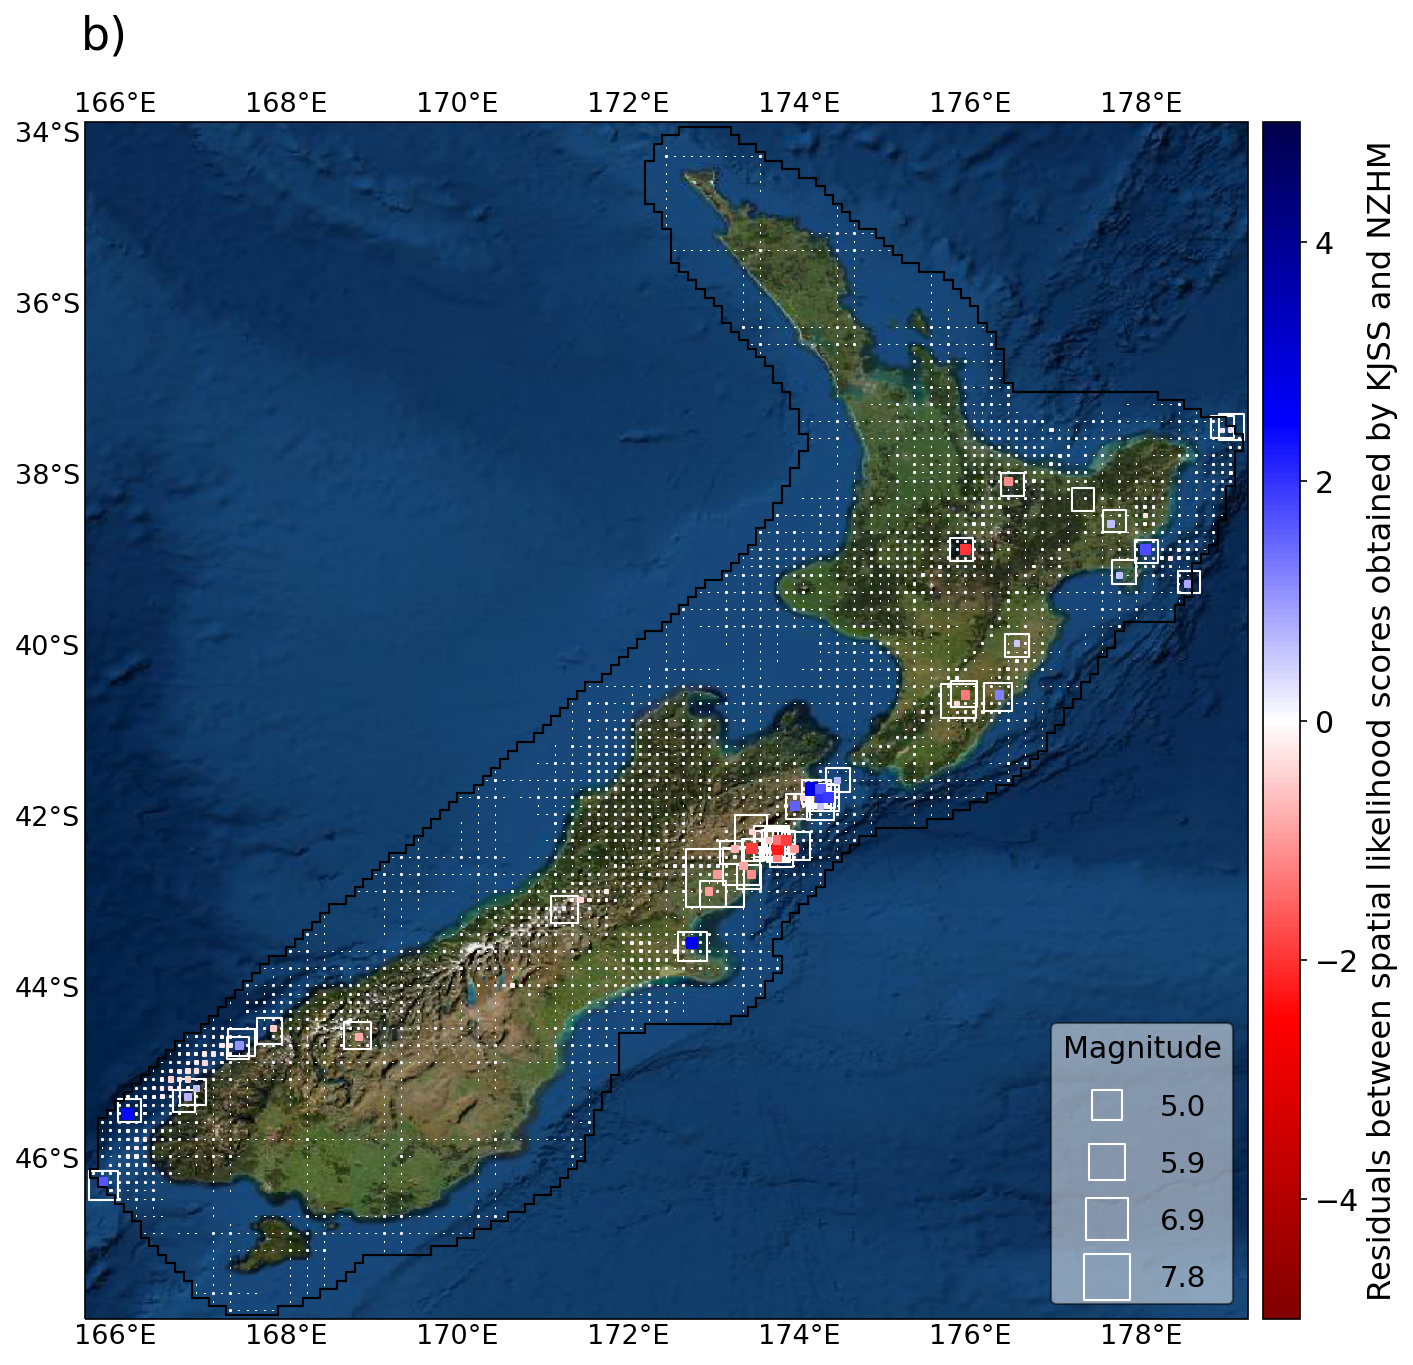 b)
166°E 168°E 170°E 172°E 174°E 176°E 178°E
34°S
36°S
38°S
40°S
42°S
44°S
46°S
166°E 168°E 170°E 172°E 174°E 176°E 178°E
Magnitude
5.0
5.9
6.9
7.8
4
2
0
−2
−4
Residuals between spatial likelihood scores obtained by KJSS and NZHM